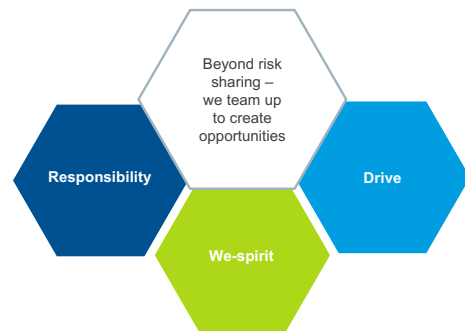 Beyond risk
sharing –
we team up
to create
opportunities
Responsibility
Drive
We-spirit